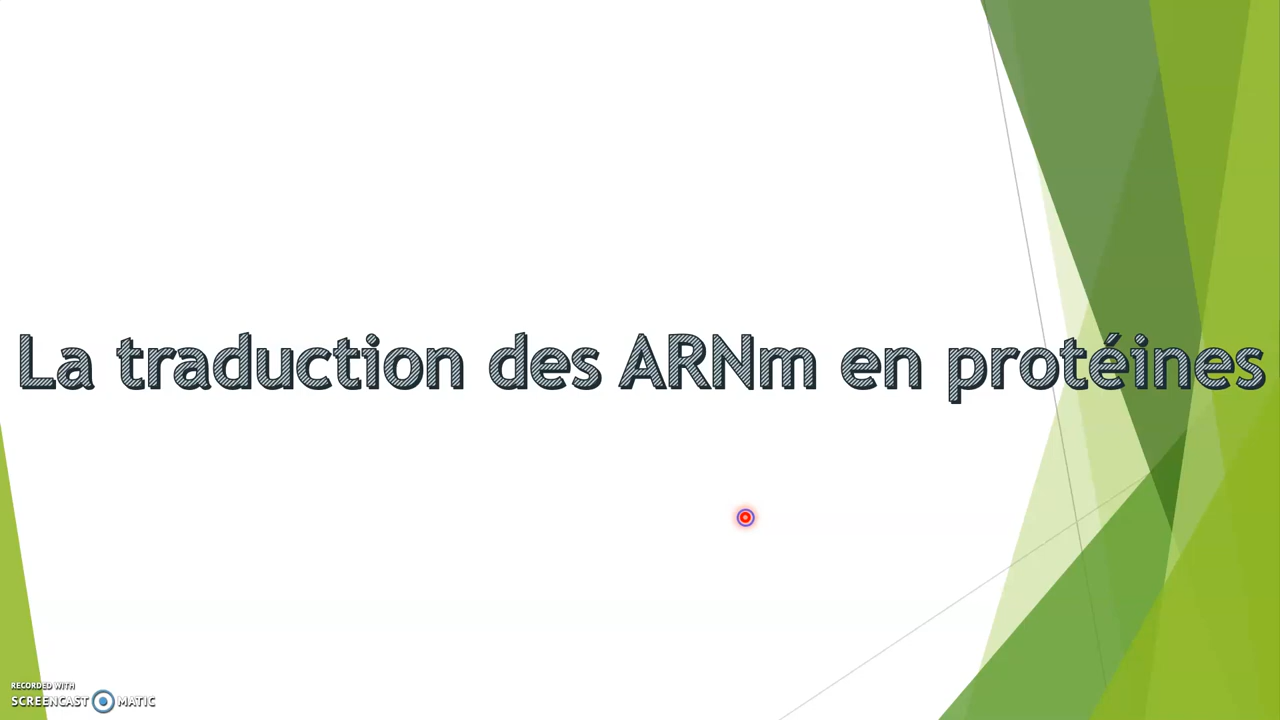 La traduction des ARNm en protéines
RECORDED WITH
SCREENCAST MATIC